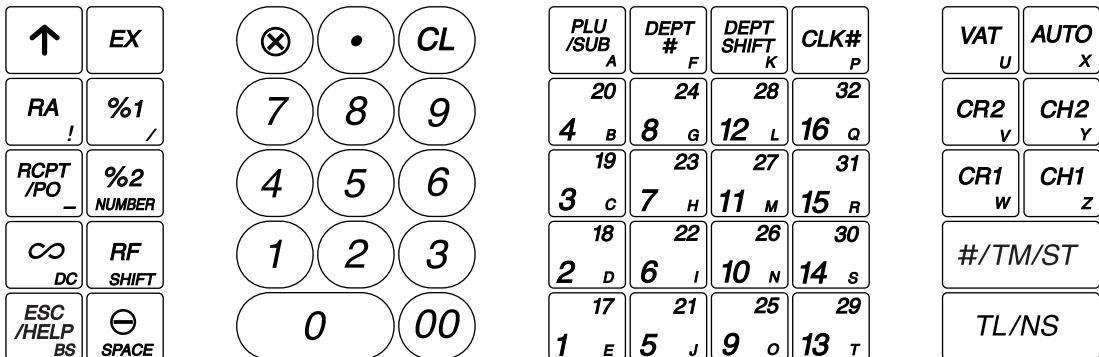 ↑
EX
⊗
•
CL
PLU
/SUB
A
DEPT
#
F
DEPT
SHIFT
K
CLK#
P
VAT
U
AUTO
X
RA
!
%1
/
7
8
9
20
4 B
24
8 G
28
12 L
32
16 Q
CR2
V
CH2
Y
RCPT
/PO
_
%2
NUMBER
4
5
6
19
3 C
23
7 H
27
11 M
31
15 R
CR1
W
CH1
Z
∞
DC
RF
SHIFT
1
2
3
18
2 D
22
6 I
26
10 N
30
14 S
#/TM/ST
ESC
/HELP
BS
⊖
SPACE
0
00
17
1 E
21
5 J
25
9 O
29
13 T
TL/NS